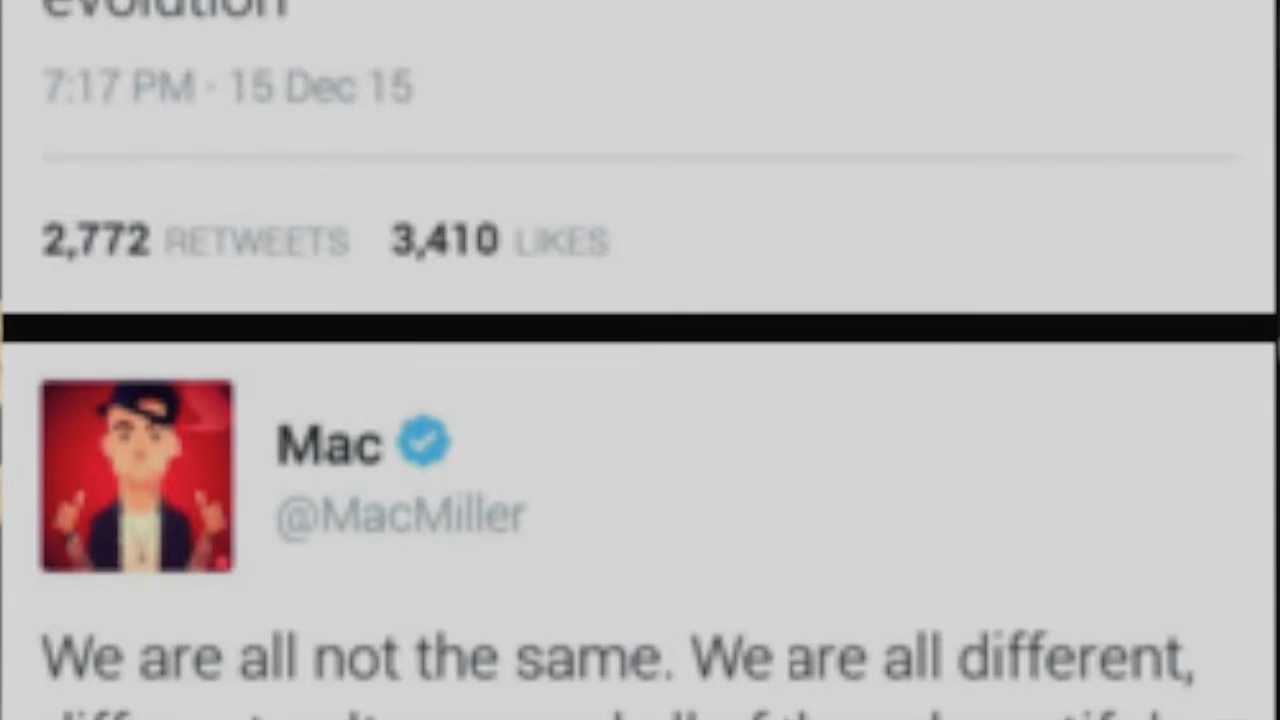 evolution
7:17 PM · 15 Dec 15
2,772 RETWEETS 3,410 LIKES
Mac
@MacMiller
We are all not the same. We are all different,